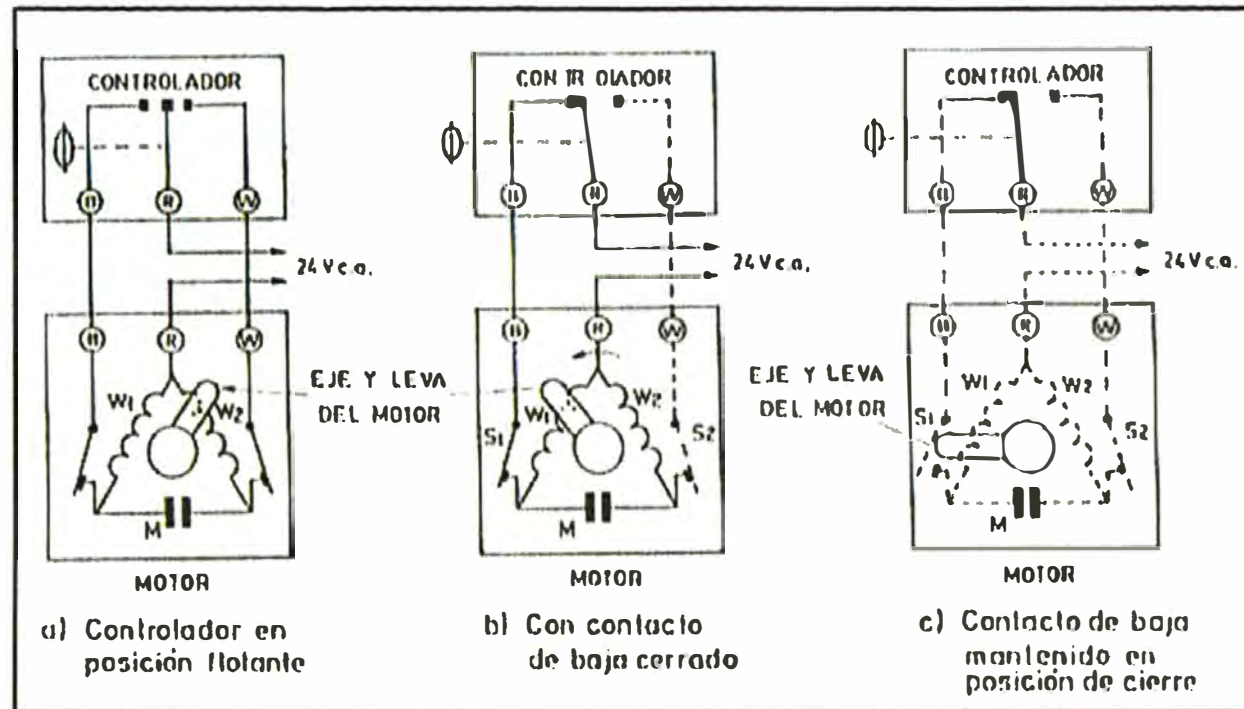 CONTROLADOR
B R W
24 V c.a.
B R W
W1 W2
M
MOTOR
a) Controlador en
posición flotante
EJE Y LEVA
DEL MOTOR
CONTROLADOR
B R W
24 V c.a.
B R W
W1 W2
S1 S2
M
MOTOR
b) Con contacto
de baja cerrado
EJE Y LEVA
DEL MOTOR
CONTROLADOR
B R W
24 V c.a.
B R W
W1 W2
S1 S2
M
MOTOR
c) Contacto de baja
mantenido en
posición de cierre